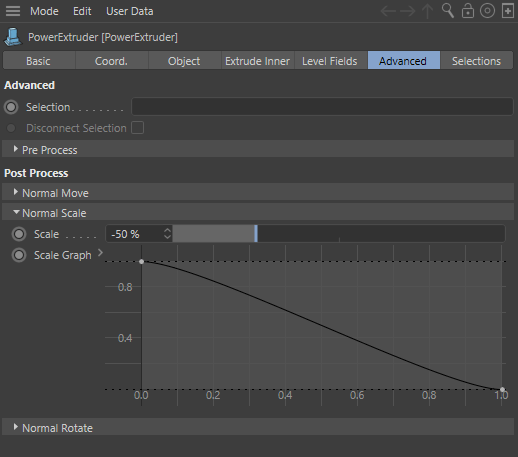 Mode Edit User Data
PowerExtruder [PowerExtruder]
Basic Coord. Object Extrude Inner Level Fields Advanced Selections
Advanced
Selection . . . . . . . .
Disconnect Selection
Pre Process
Post Process
Normal Move
Normal Scale
Scale . . . . . -50 %
Scale Graph
0.8
0.4
0.0 0.2 0.4 0.6 0.8 1.0
Normal Rotate